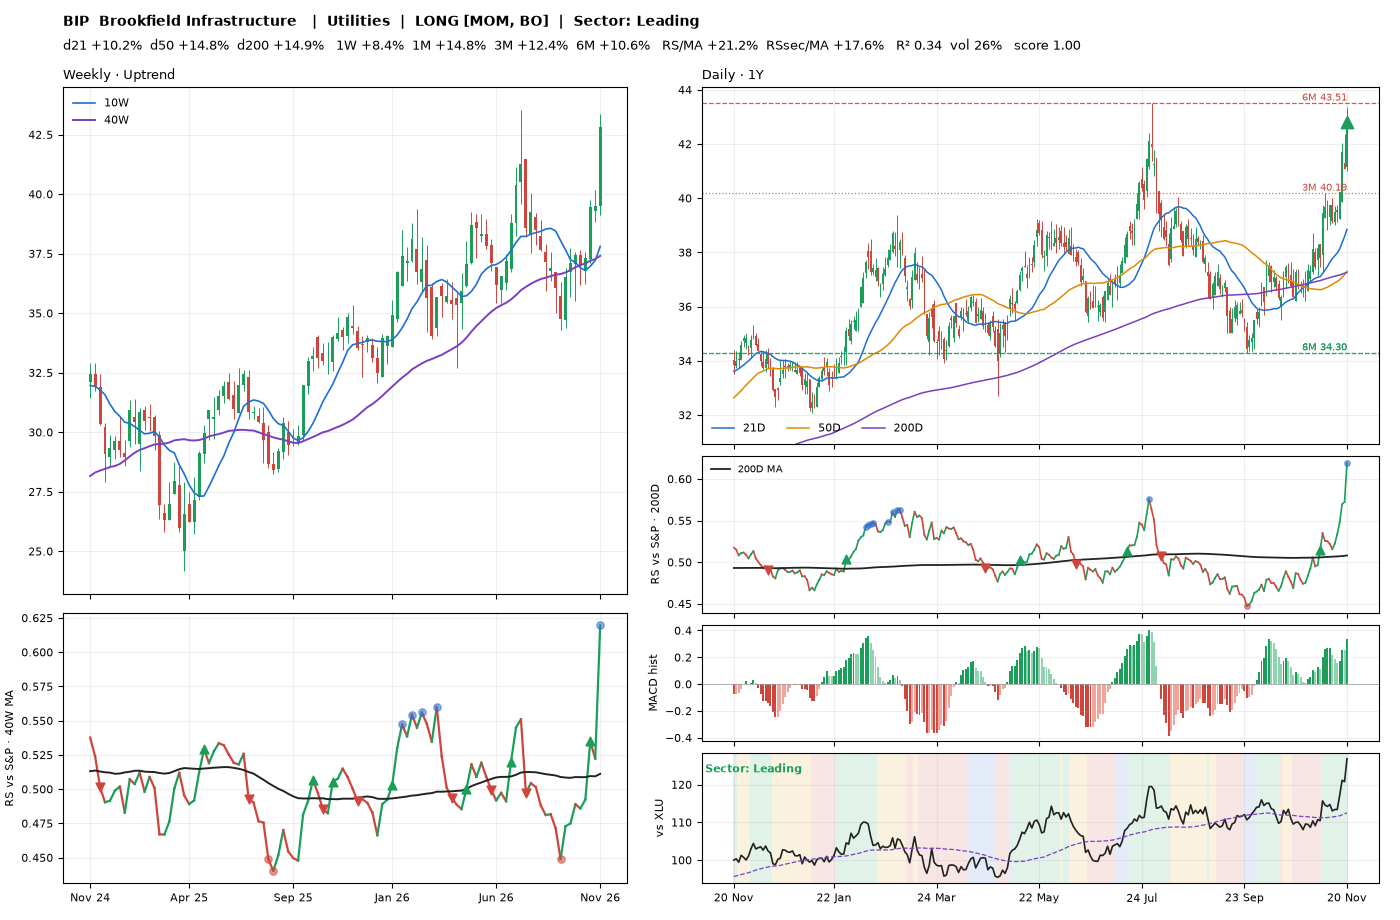 BIP  Brookfield Infrastructure   |  Utilities  |  LONG [MOM, BO]  |  Sector: Leading
d21 +10.2%  d50 +14.8%  d200 +14.9%   1W +8.4%  1M +14.8%  3M +12.4%  6M +10.6%   RS/MA +21.2%  RSsec/MA +17.6%   R² 0.34  vol 26%   score 1.00
Weekly · Uptrend
10W
40W
42.5
40.0
37.5
35.0
32.5
30.0
27.5
25.0
RS vs S&P · 40W MA
0.625
0.600
0.575
0.550
0.525
0.500
0.475
0.450
Nov 24
Apr 25
Sep 25
Jan 26
Jun 26
Nov 26
Daily · 1Y
44
42
40
38
36
34
32
6M 43.51
3M 40.19
6M 34.30
21D
50D
200D
RS vs S&P · 200D
200D MA
0.60
0.55
0.50
0.45
MACD hist
0.4
0.2
0.0
−0.2
−0.4
vs XLU
Sector: Leading
120
110
100
20 Nov
22 Jan
24 Mar
22 May
24 Jul
23 Sep
20 Nov